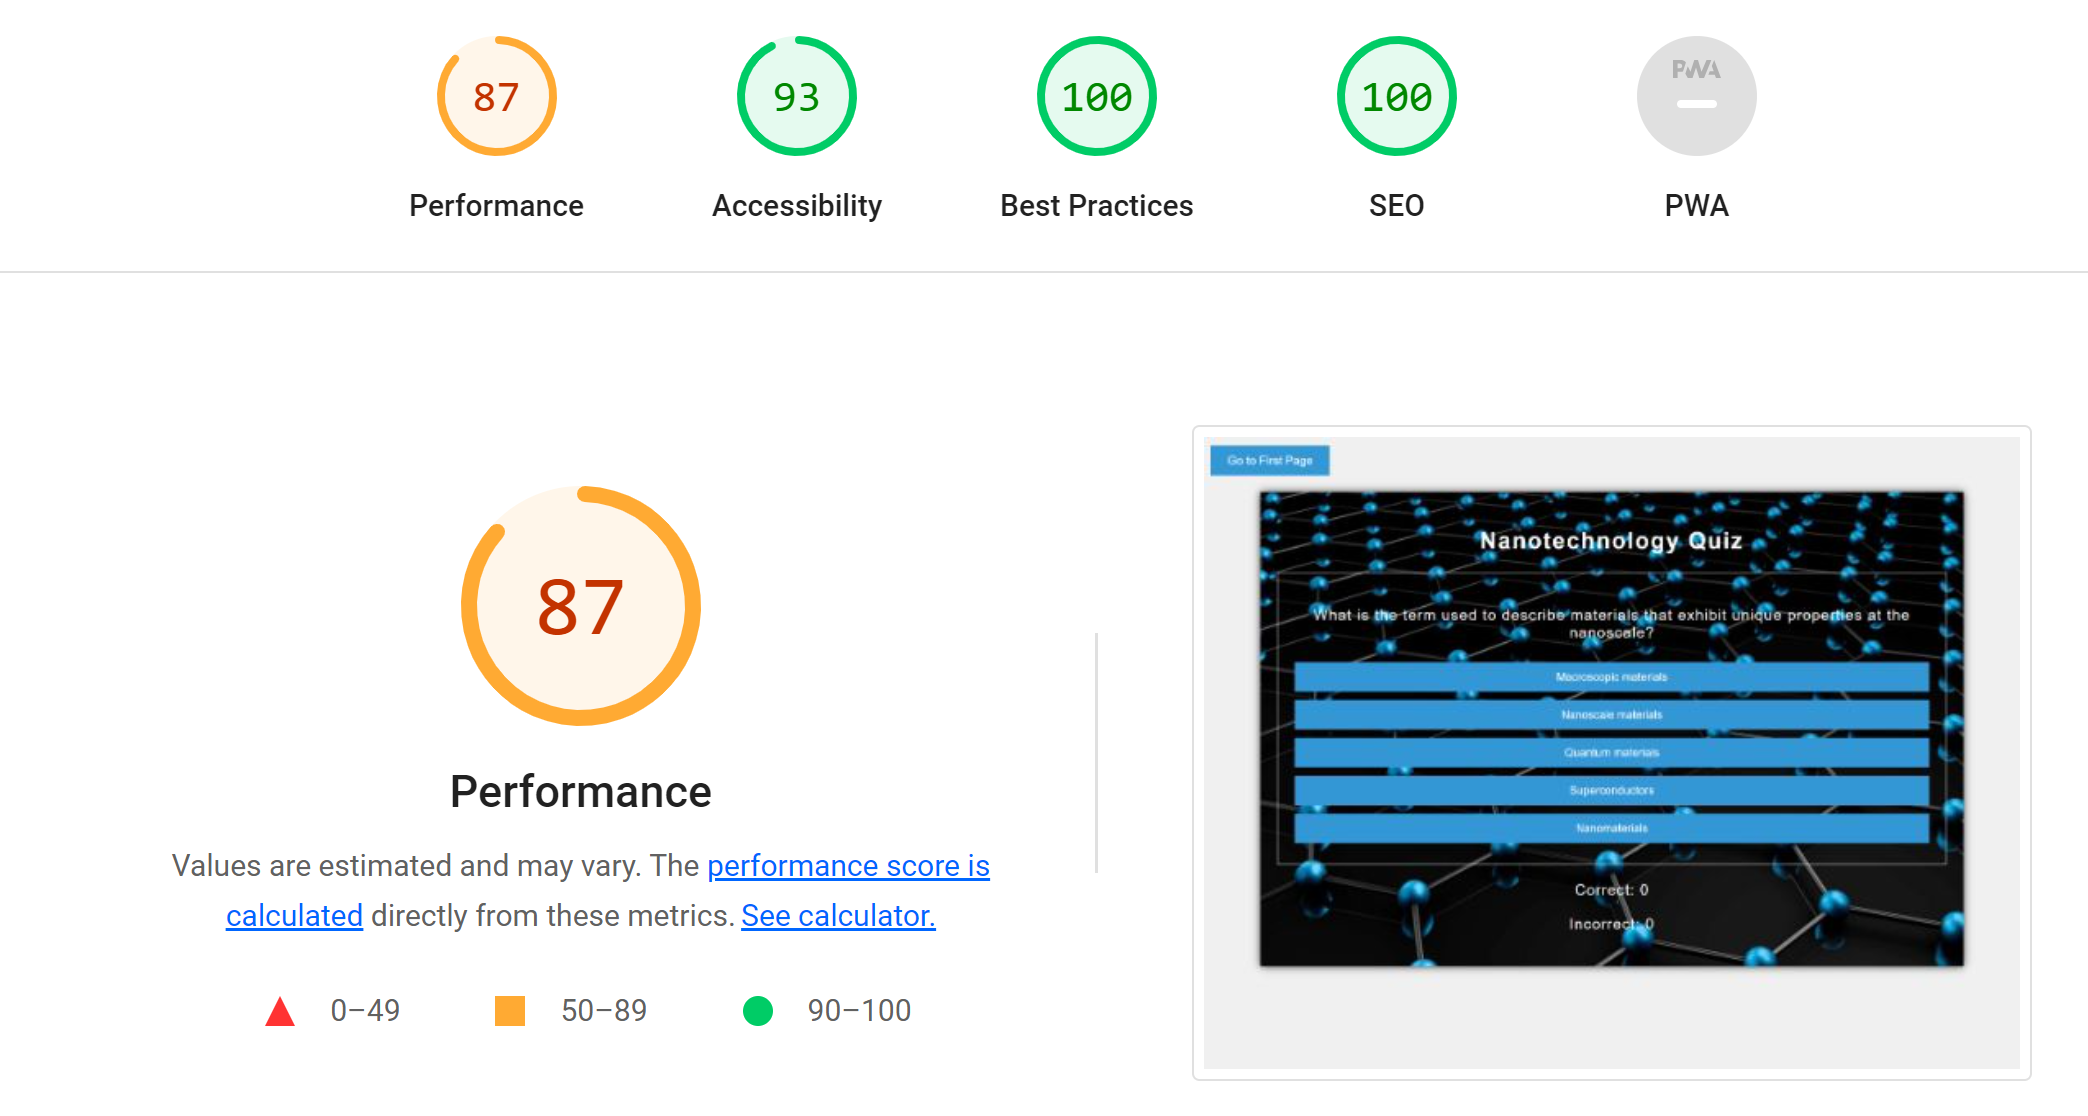 87
93
100
100
PWA
Performance
Accessibility
Best Practices
SEO
PWA
87
Performance
Values are estimated and may vary. The performance score is
calculated directly from these metrics. See calculator.
0–49
50–89
90–100
Go to First Page
Nanotechnology Quiz
What is the term used to describe materials that exhibit unique properties at the
nanoscale?
Macroscopic materials
Nanoscale materials
Quantum materials
Superconductors
Nanomaterials
Correct: 0
Incorrect: 0